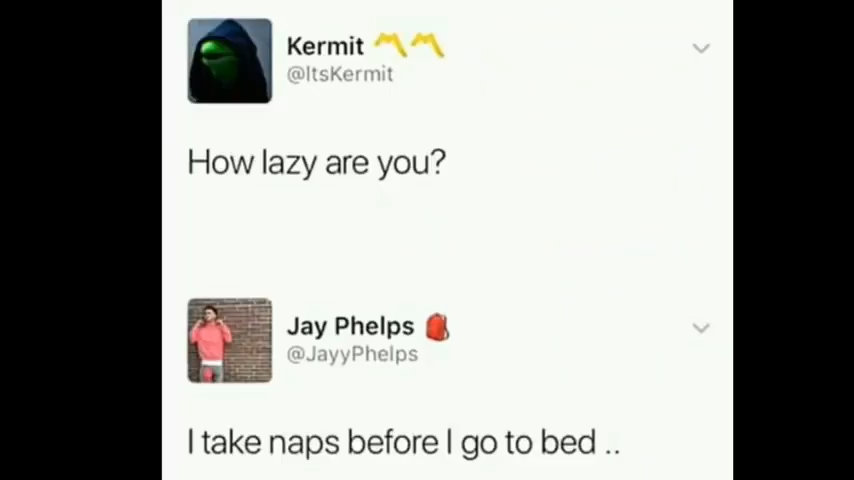 Kermit 〽️〽️
@ItsKermit
How lazy are you?
Jay Phelps 🎒
@JayyPhelps
I take naps before I go to bed ..